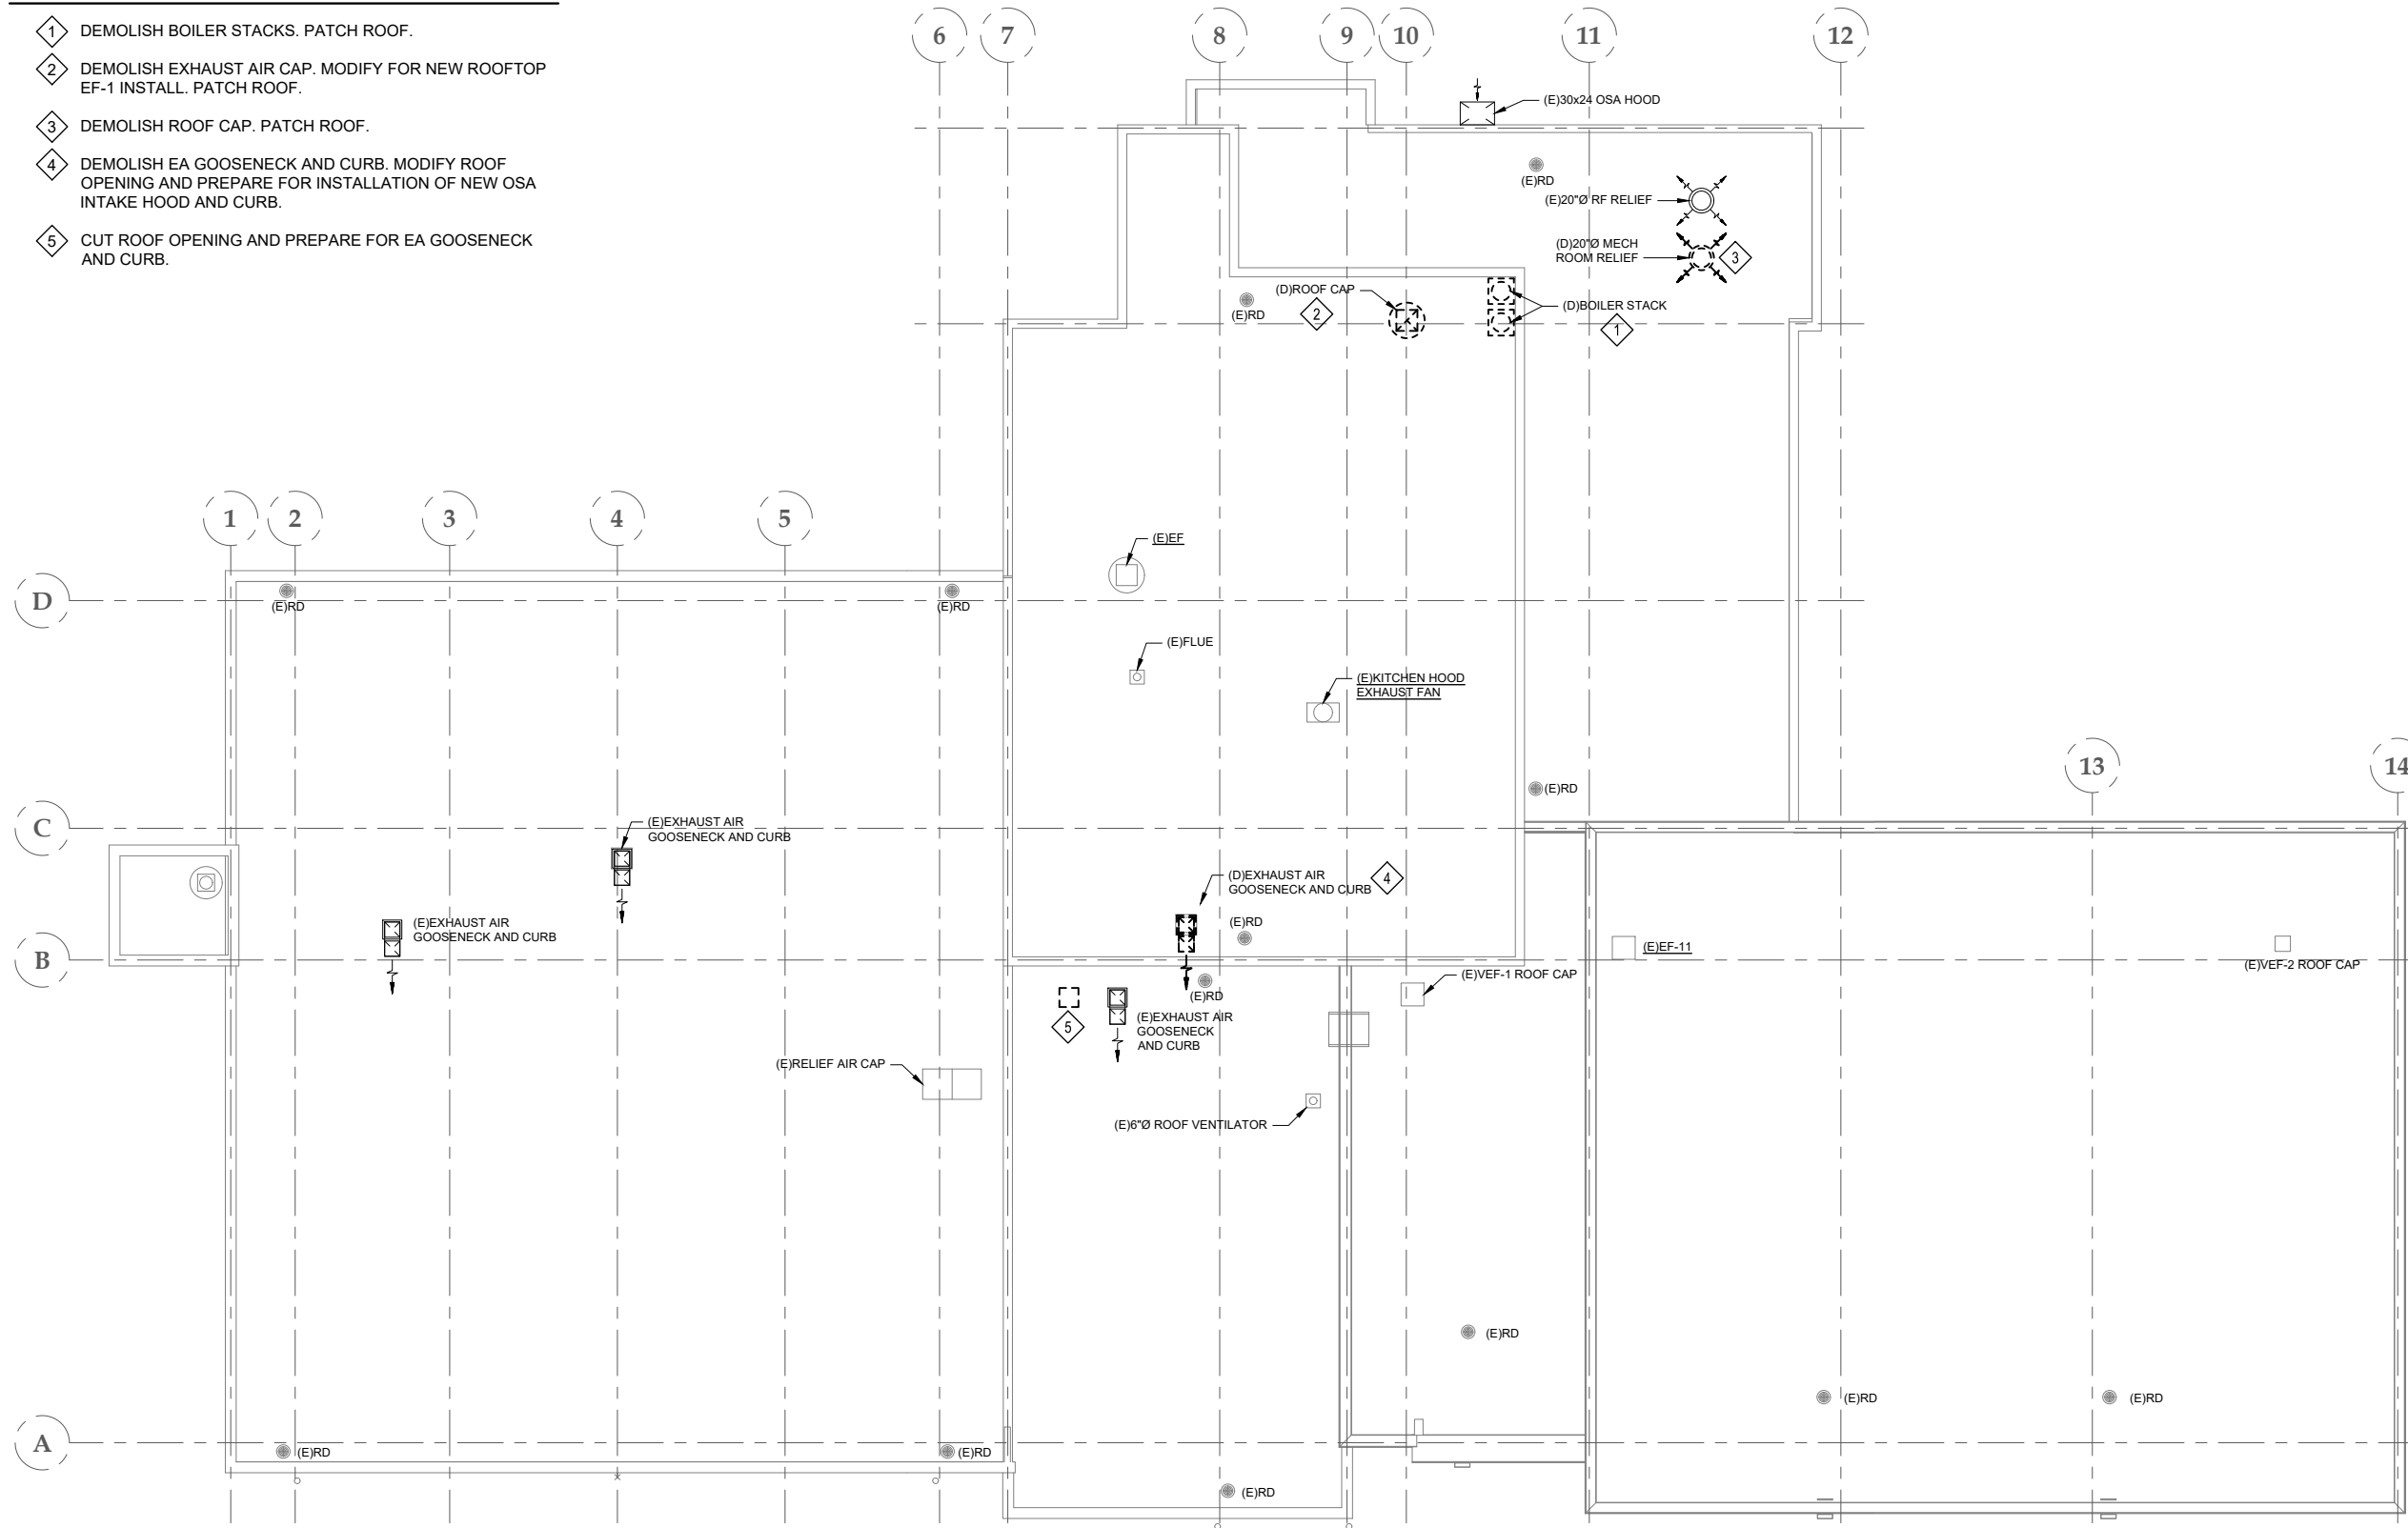 1 DEMOLISH BOILER STACKS. PATCH ROOF.
2 DEMOLISH EXHAUST AIR CAP. MODIFY FOR NEW ROOFTOP
EF-1 INSTALL. PATCH ROOF.
3 DEMOLISH ROOF CAP. PATCH ROOF.
4 DEMOLISH EA GOOSENECK AND CURB. MODIFY ROOF
OPENING AND PREPARE FOR INSTALLATION OF NEW OSA
INTAKE HOOD AND CURB.
5 CUT ROOF OPENING AND PREPARE FOR EA GOOSENECK
AND CURB.
6 7 8 9 10 11 12
(E)30x24 OSA HOOD
(E)RD
(E)20"Ø RF RELIEF
(D)20"Ø MECH
ROOM RELIEF
3
(D)ROOF CAP
2
(E)RD
(D)BOILER STACK
1
1 2 3 4 5
(E)EF
D
(E)RD
(E)RD
(E)FLUE
(E)KITCHEN HOOD
EXHAUST FAN
13 14
(E)RD
C
(E)EXHAUST AIR
GOOSENECK AND CURB
(D)EXHAUST AIR
GOOSENECK AND CURB
4
(E)EXHAUST AIR
GOOSENECK AND CURB
(E)RD
B
(E)EF-11
(E)VEF-2 ROOF CAP
(E)VEF-1 ROOF CAP
(E)RD
5
(E)EXHAUST AIR
GOOSENECK
AND CURB
(E)RELIEF AIR CAP
(E)6"Ø ROOF VENTILATOR
(E)RD
(E)RD
(E)RD
A
(E)RD
(E)RD
(E)RD